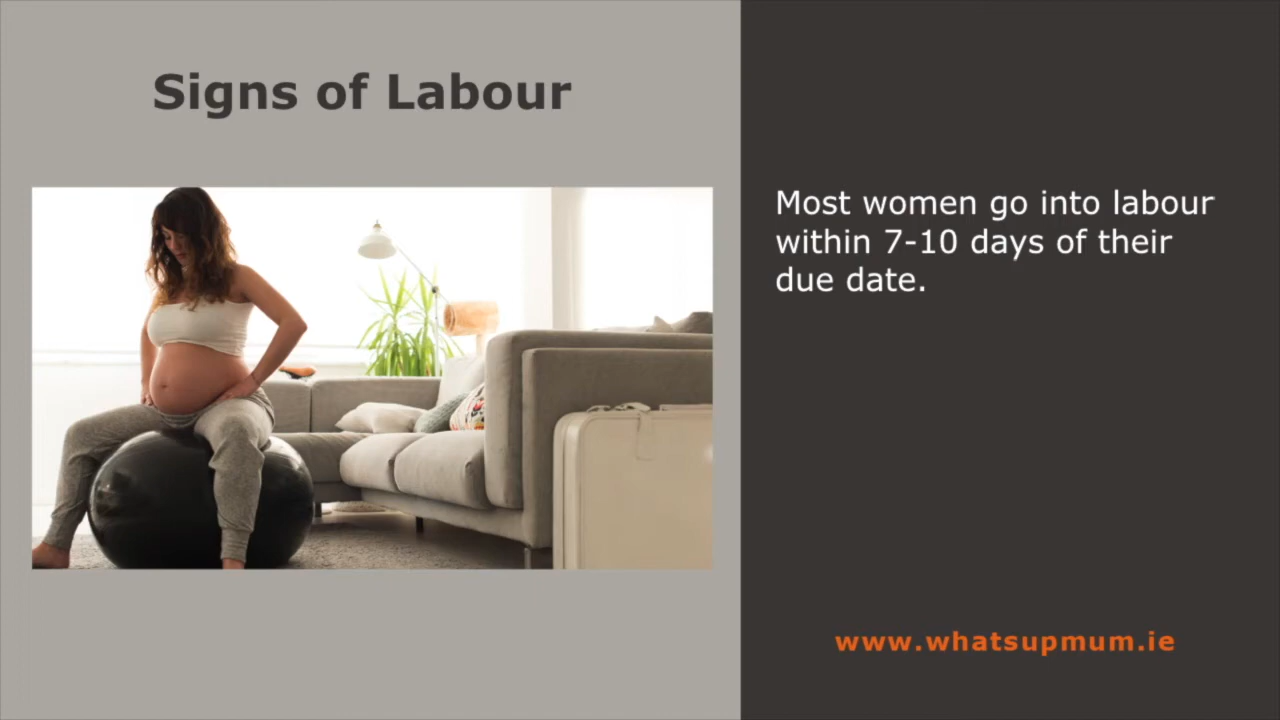 Signs of Labour
Most women go into labour
within 7-10 days of their
due date.
www.whatsupmum.ie